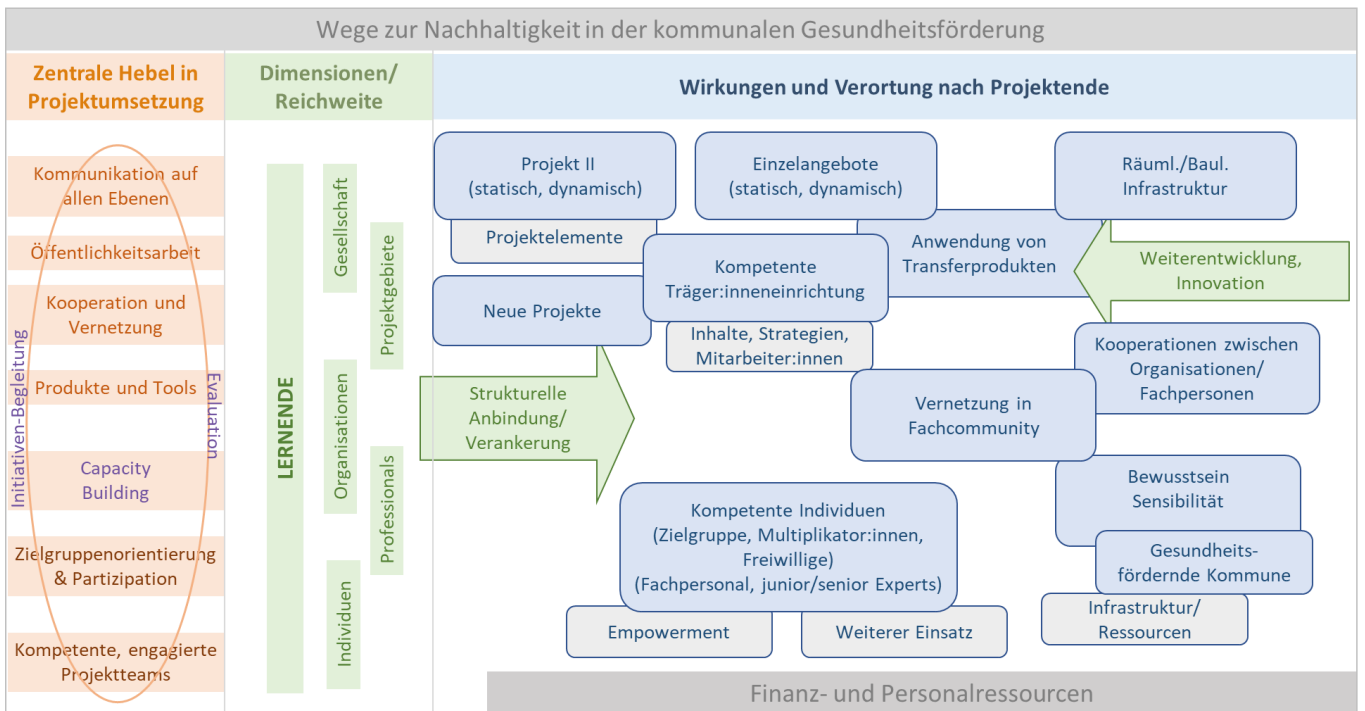 Wege zur Nachhaltigkeit in der kommunalen Gesundheitsförderung
Zentrale Hebel in
Projektumsetzung
Dimensionen/
Reichweite
Wirkungen und Verortung nach Projektende
Kommunikation auf
allen Ebenen
Öffentlichkeitsarbeit
Kooperation und
Vernetzung
Produkte und Tools
Capacity
Building
Zielgruppenorientierung
& Partizipation
Kompetente, engagierte
Projektteams
Initiativen-Begleitung
Evaluation
LERNENDE
Gesellschaft
Projektgebiete
Organisationen
Professionals
Individuen
Projekt II
(statisch, dynamisch)
Projektelemente
Einzelangebote
(statisch, dynamisch)
Räuml./Baul.
Infrastruktur
Anwendung von
Transferprodukten
Weiterentwicklung,
Innovation
Kompetente
Träger:inneneinrichtung
Neue Projekte
Inhalte, Strategien,
Mitarbeiter:innen
Kooperationen zwischen
Organisationen/
Fachpersonen
Strukturelle
Anbindung/
Verankerung
Vernetzung in
Fachcommunity
Bewusstsein
Sensibilität
Kompetente Individuen
(Zielgruppe, Multiplikator:innen,
Freiwillige)
(Fachpersonal, junior/senior Experts)
Gesundheits-
fördernde Kommune
Empowerment
Weiterer Einsatz
Infrastruktur/
Ressourcen
Finanz- und Personalressourcen